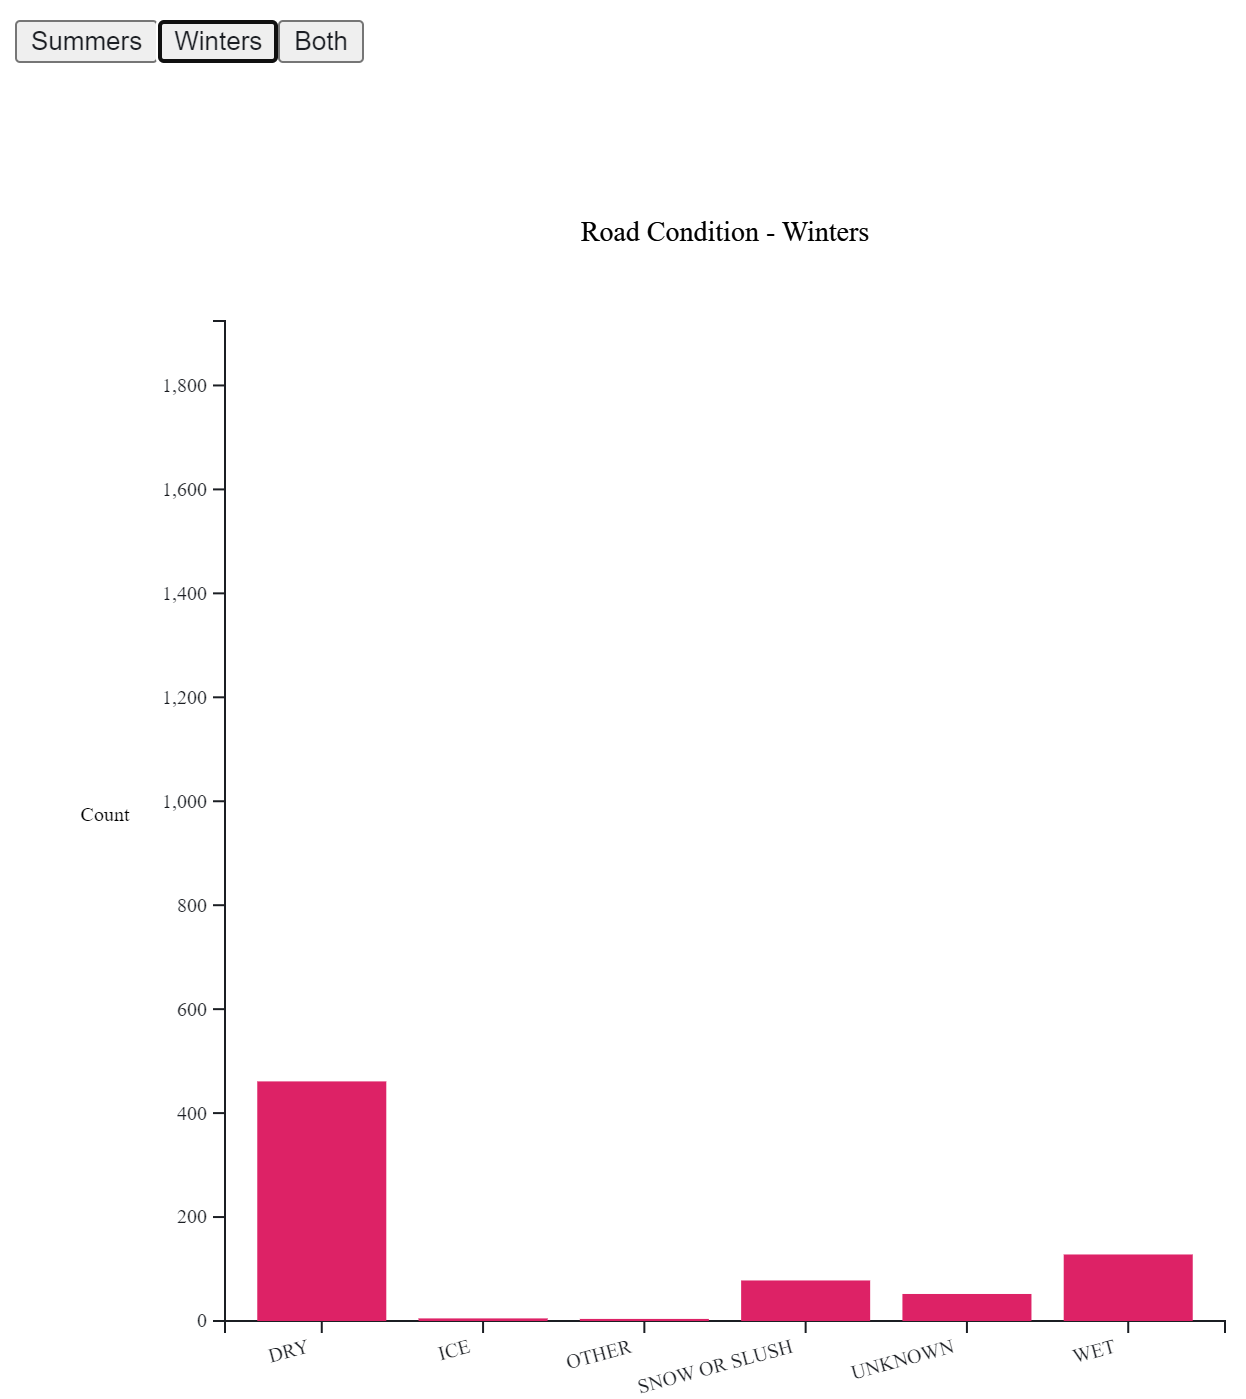 Summers Winters Both
Road Condition - Winters
1,800
1,600
1,400
1,200
1,000
Count
800
600
400
200
0
DRY ICE OTHER SNOW OR SLUSH UNKNOWN WET